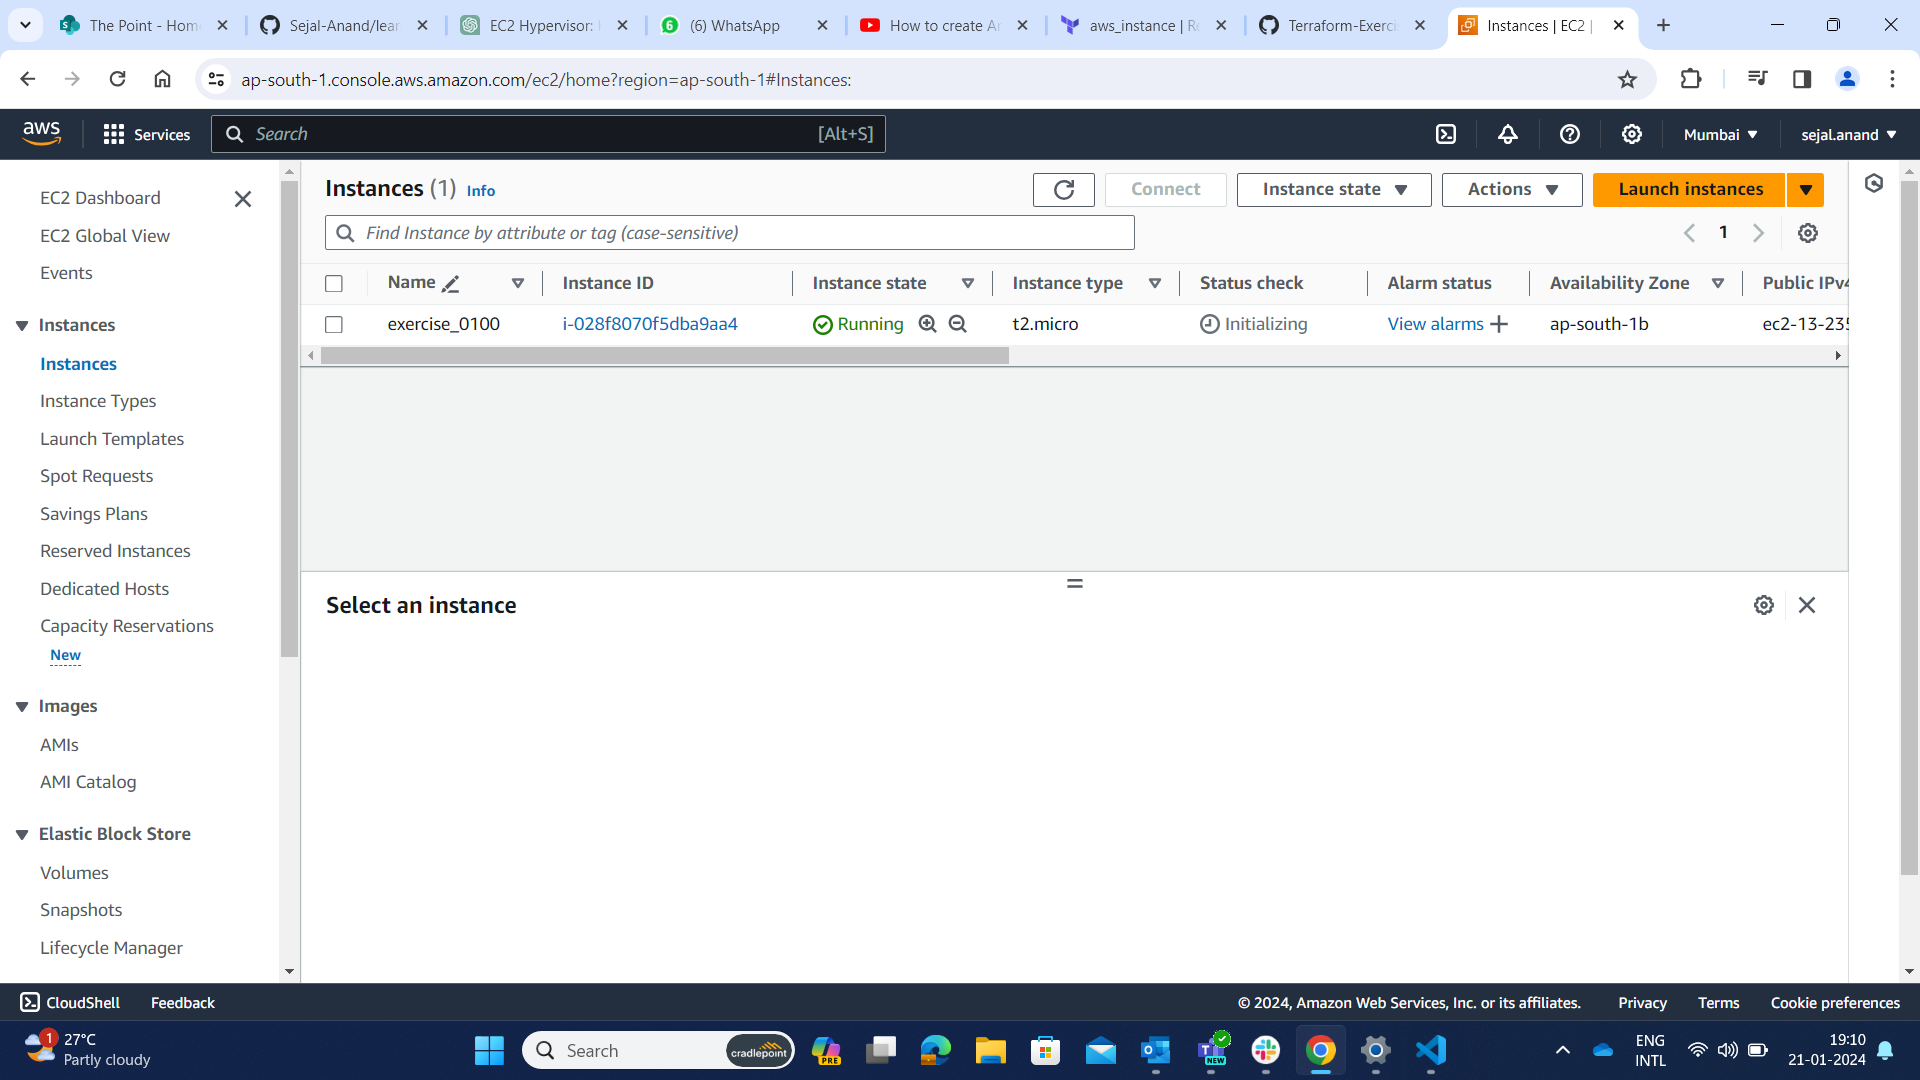 The Point - Hom
Sejal-Anand/lear
EC2 Hypervisor:
(6) WhatsApp
How to create Ar
aws_instance | Re
Terraform-Exerci
Instances | EC2 |
ap-south-1.console.aws.amazon.com/ec2/home?region=ap-south-1#Instances:
aws
Services
Search
[Alt+S]
Mumbai
sejal.anand
EC2 Dashboard
EC2 Global View
Events
Instances
Instances
Instance Types
Launch Templates
Spot Requests
Savings Plans
Reserved Instances
Dedicated Hosts
Capacity Reservations
New
Images
AMIs
AMI Catalog
Elastic Block Store
Volumes
Snapshots
Lifecycle Manager
Instances (1) Info
Connect
Instance state
Actions
Launch instances
Find Instance by attribute or tag (case-sensitive)
1
Name
Instance ID
Instance state
Instance type
Status check
Alarm status
Availability Zone
Public IPv4
exercise_0100
i-028f8070f5dba9aa4
Running
t2.micro
Initializing
View alarms
ap-south-1b
ec2-13-235
Select an instance
CloudShell
Feedback
© 2024, Amazon Web Services, Inc. or its affiliates.
Privacy
Terms
Cookie preferences
1
27°C
Partly cloudy
Search
cradlepoint
PRE
NEW
ENG
INTL
19:10
21-01-2024